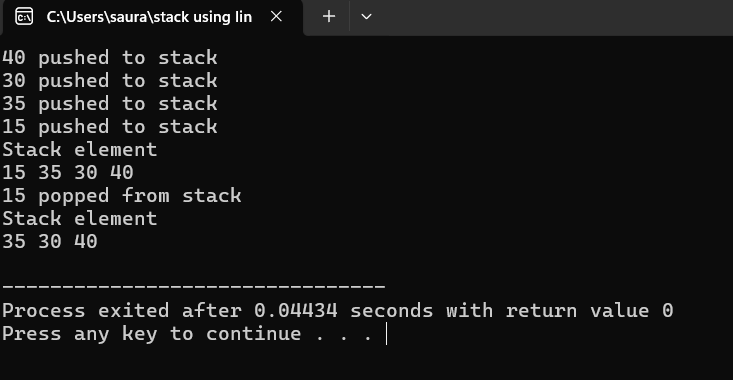 C:\Users\saura\stack using lin
40 pushed to stack
30 pushed to stack
35 pushed to stack
15 pushed to stack
Stack element
15 35 30 40
15 popped from stack
Stack element
35 30 40
--------------------------------
Process exited after 0.04434 seconds with return value 0
Press any key to continue . . .